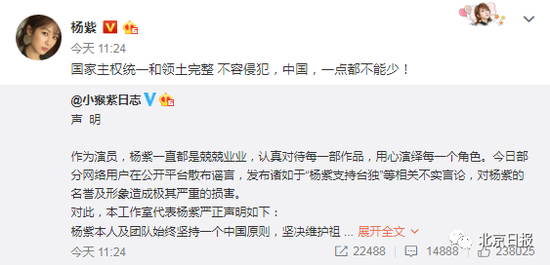 杨紫
今天 11:24
国家主权统一和领土完整 不容侵犯，中国，一点都不能少！
@小猴紫日志
声 明
作为演员，杨紫一直都是兢兢业业，认真对待每一部作品，用心演绎每一个角色。今日部
分网络用户在公开平台散布谣言，发布诸如于“杨紫支持台独”等相关不实言论，对杨紫的
名誉及形象造成极其严重的损害。
对此，本工作室代表杨紫严正声明如下：
杨紫本人及团队始终坚持一个中国原则，坚决维护祖 ... 展开全文
今天 11:24 22488 14888 238025
北京日报